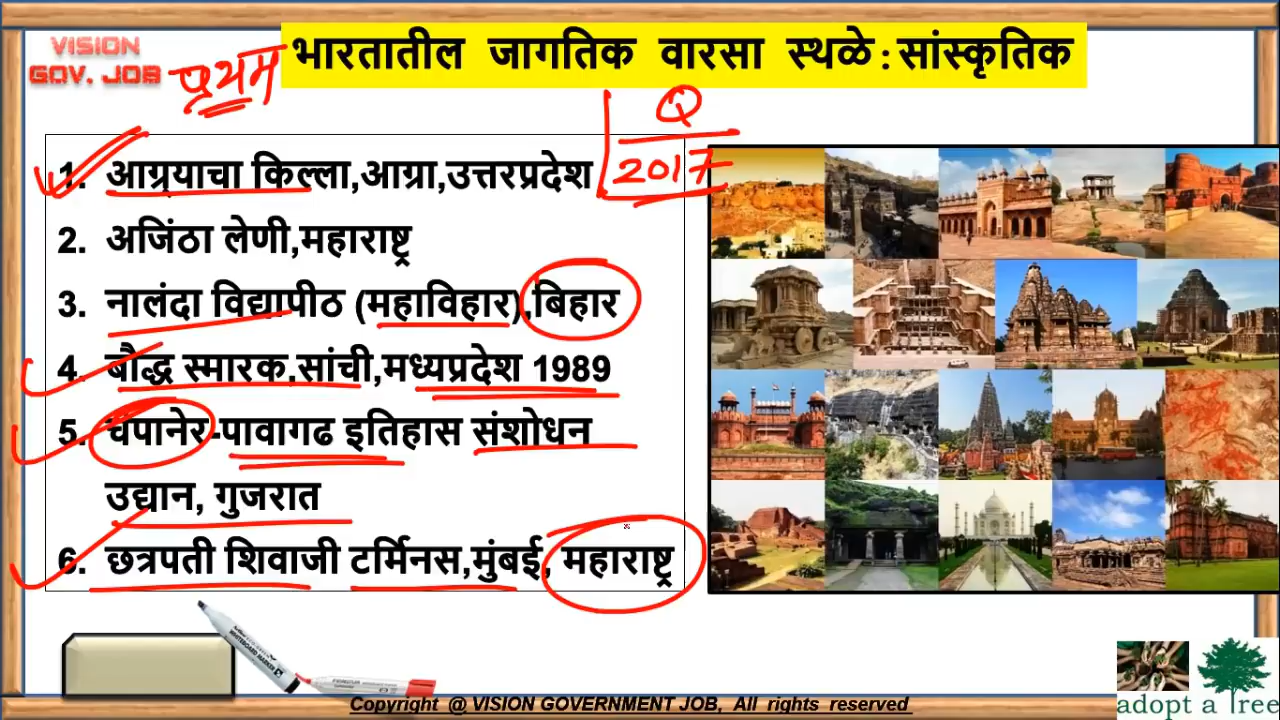 VISION
GOV. JOB
प्रथम
भारतातील जागतिक वारसा स्थळे : सांस्कृतिक
Q
2017
1. आग्र्याचा किल्ला,आग्रा,उत्तरप्रदेश
2. अजिंठा लेणी,महाराष्ट्र
3. नालंदा विद्यापीठ (महाविहार),बिहार
4. बौद्ध स्मारक,सांची,मध्यप्रदेश 1989
5. चंपानेर-पावागढ इतिहास संशोधन
उद्यान, गुजरात
6. छत्रपती शिवाजी टर्मिनस,मुंबई, महाराष्ट्र
WHITEBOARD MARKER
Copyright @ VISION GOVERNMENT JOB, All rights reserved
adopt a Tree